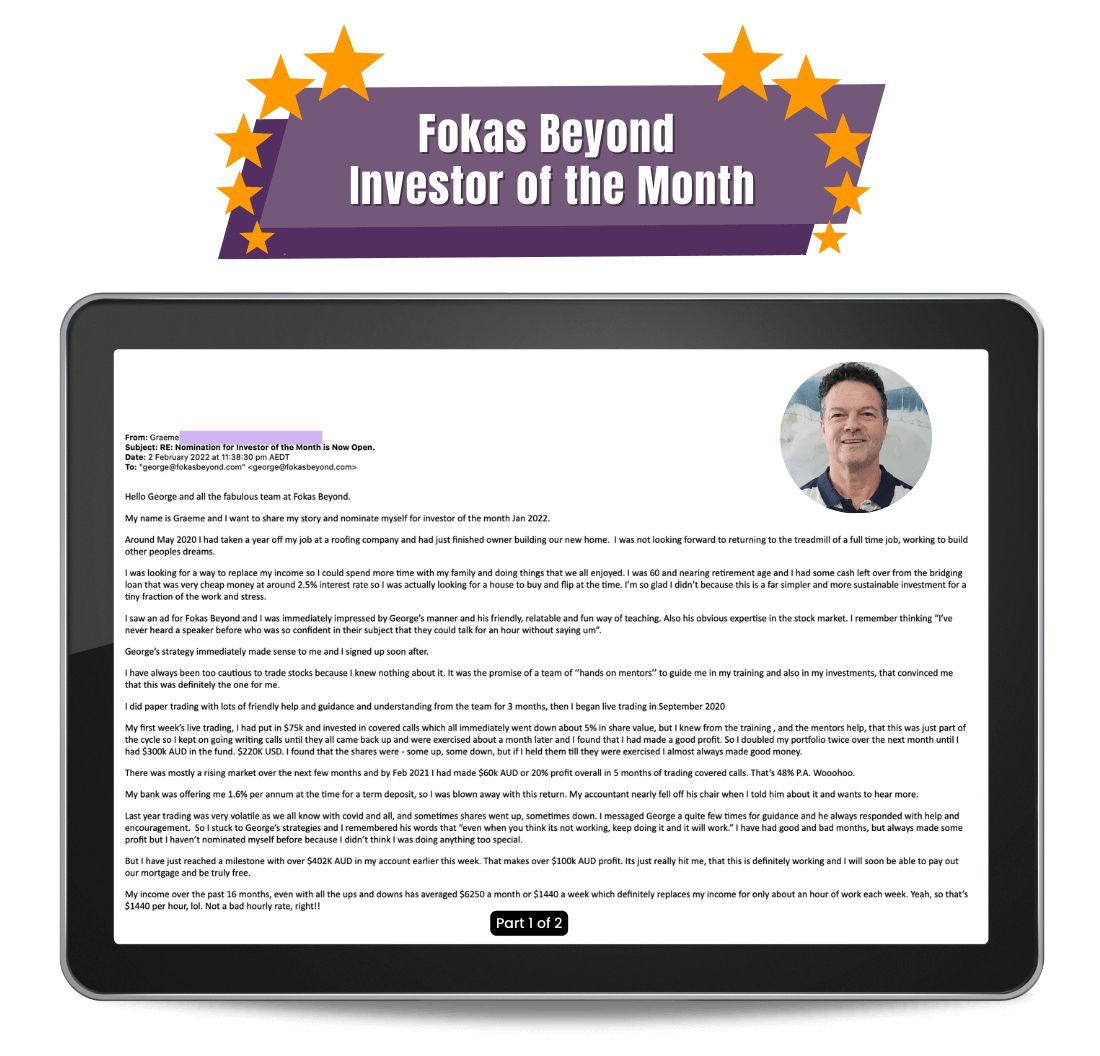 Fokas Beyond
Investor of the Month
From: Graeme
Subject: RE: Nomination for Investor of the Month is Now Open.
Date: 2 February 2022 at 11:38:30 pm AEDT
To: "george@fokasbeyond.com" <george@fokasbeyond.com>
Hello George and all the fabulous team at Fokas Beyond.
My name is Graeme and I want to share my story and nominate myself for investor of the month Jan 2022.
Around May 2020 I had taken a year off my job at a roofing company and had just finished owner building our new home.  I was not looking forward to returning to the treadmill of a full time job, working to build
other peoples dreams.
I was looking for a way to replace my income so I could spend more time with my family and doing things that we all enjoyed. I was 60 and nearing retirement age and I had some cash left over from the bridging
loan that was very cheap money at around 2.5% interest rate so I was actually looking for a house to buy and flip at the time. I'm so glad I didn't because this is a far simpler and more sustainable investment for a
tiny fraction of the work and stress.
I saw an ad for Fokas Beyond and I was immediately impressed by George's manner and his friendly, relatable and fun way of teaching. Also his obvious expertise in the stock market. I remember thinking "I've
never heard a speaker before who was so confident in their subject that they could talk for an hour without saying um".
George's strategy immediately made sense to me and I signed up soon after.
I have always been too cautious to trade stocks because I knew nothing about it. It was the promise of a team of "hands on mentors" to guide me in my training and also in my investments, that convinced me
that this was definitely the one for me.
I did paper trading with lots of friendly help and guidance and understanding from the team for 3 months, then I began live trading in September 2020
My first week's live trading, I had put in $75k and invested in covered calls which all immediately went down about 5% in share value, but I knew from the training , and the mentors help, that this was just part of
the cycle so I kept on going writing calls until they all came back up and were exercised about a month later and I found that I had made a good profit. So I doubled my portfolio twice over the next month until I
had $300k AUD in the fund. $220K USD. I found that the shares were - some up, some down, but if I held them till they were exercised I almost always made good money.
There was mostly a rising market over the next few months and by Feb 2021 I had made $60k AUD or 20% profit overall in 5 months of trading covered calls. That's 48% P.A. Wooohoo.
My bank was offering me 1.6% per annum at the time for a term deposit, so I was blown away with this return. My accountant nearly fell off his chair when I told him about it and wants to hear more.
Last year trading was very volatile as we all know with covid and all, and sometimes shares went up, sometimes down. I messaged George a quite few times for guidance and he always responded with help and
encouragement.  So I stuck to George's strategies and I remembered his words that "even when you think its not working, keep doing it and it will work." I have had good and bad months, but always made some
profit but I haven't nominated myself before because I didn't think I was doing anything too special.
But I have just reached a milestone with over $402K AUD in my account earlier this week. That makes over $100k AUD profit. Its just really hit me, that this is definitely working and I will soon be able to pay out
our mortgage and be truly free.
My income over the past 16 months, even with all the ups and downs has averaged $6250 a month or $1440 a week which definitely replaces my income for only about an hour of work each week. Yeah, so that's
$1440 per hour, lol. Not a bad hourly rate, right!!
Part 1 of 2